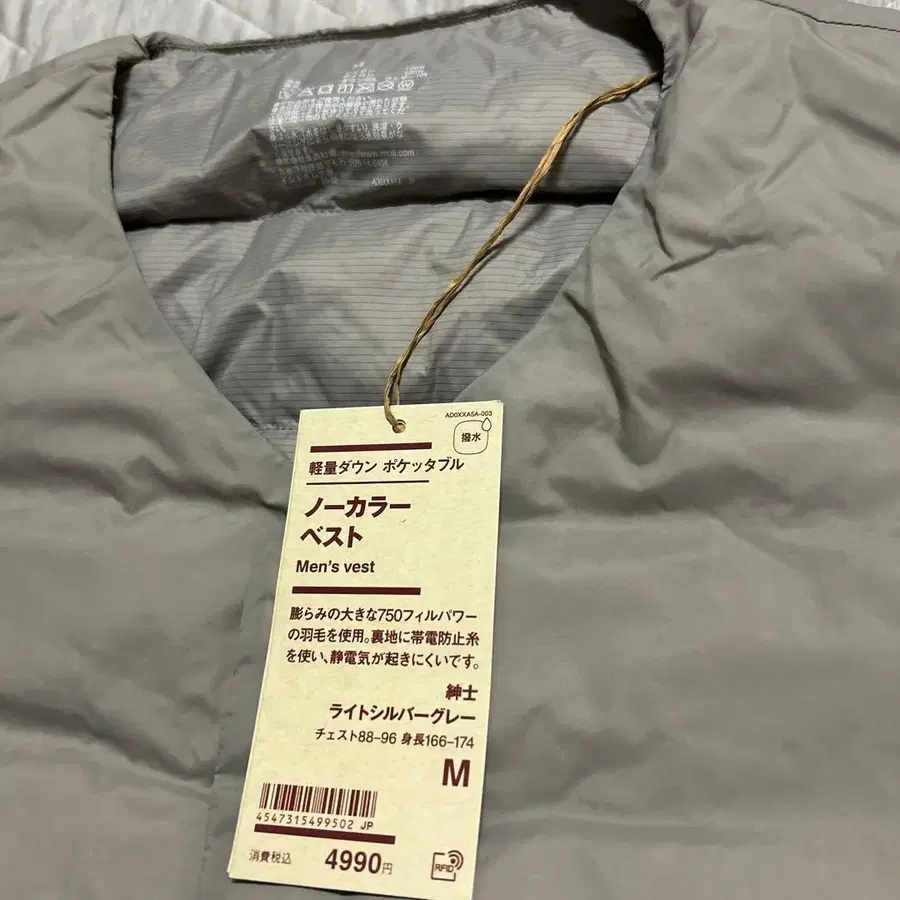 http://www.muji.com
AD0XXA5A-003
撥水
軽量ダウン ポケッタブル
ノーカラー
ベスト
Men's vest
膨らみの大きな750フィルパワー
の羽毛を使用。裏地に帯電防止糸
を使い、静電気が起きにくいです。
紳士
ライトシルバーグレー
チェスト88-96 身長166-174
M
4547315499502 JP
消費税込 4990円
RFID